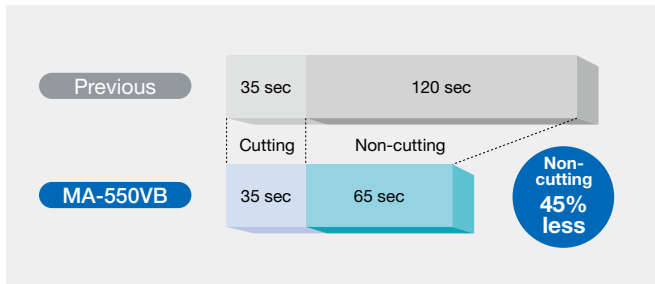 Previous
35 sec
120 sec
Cutting
Non-cutting
MA-550VB
35 sec
65 sec
Non-
cutting
45%
less